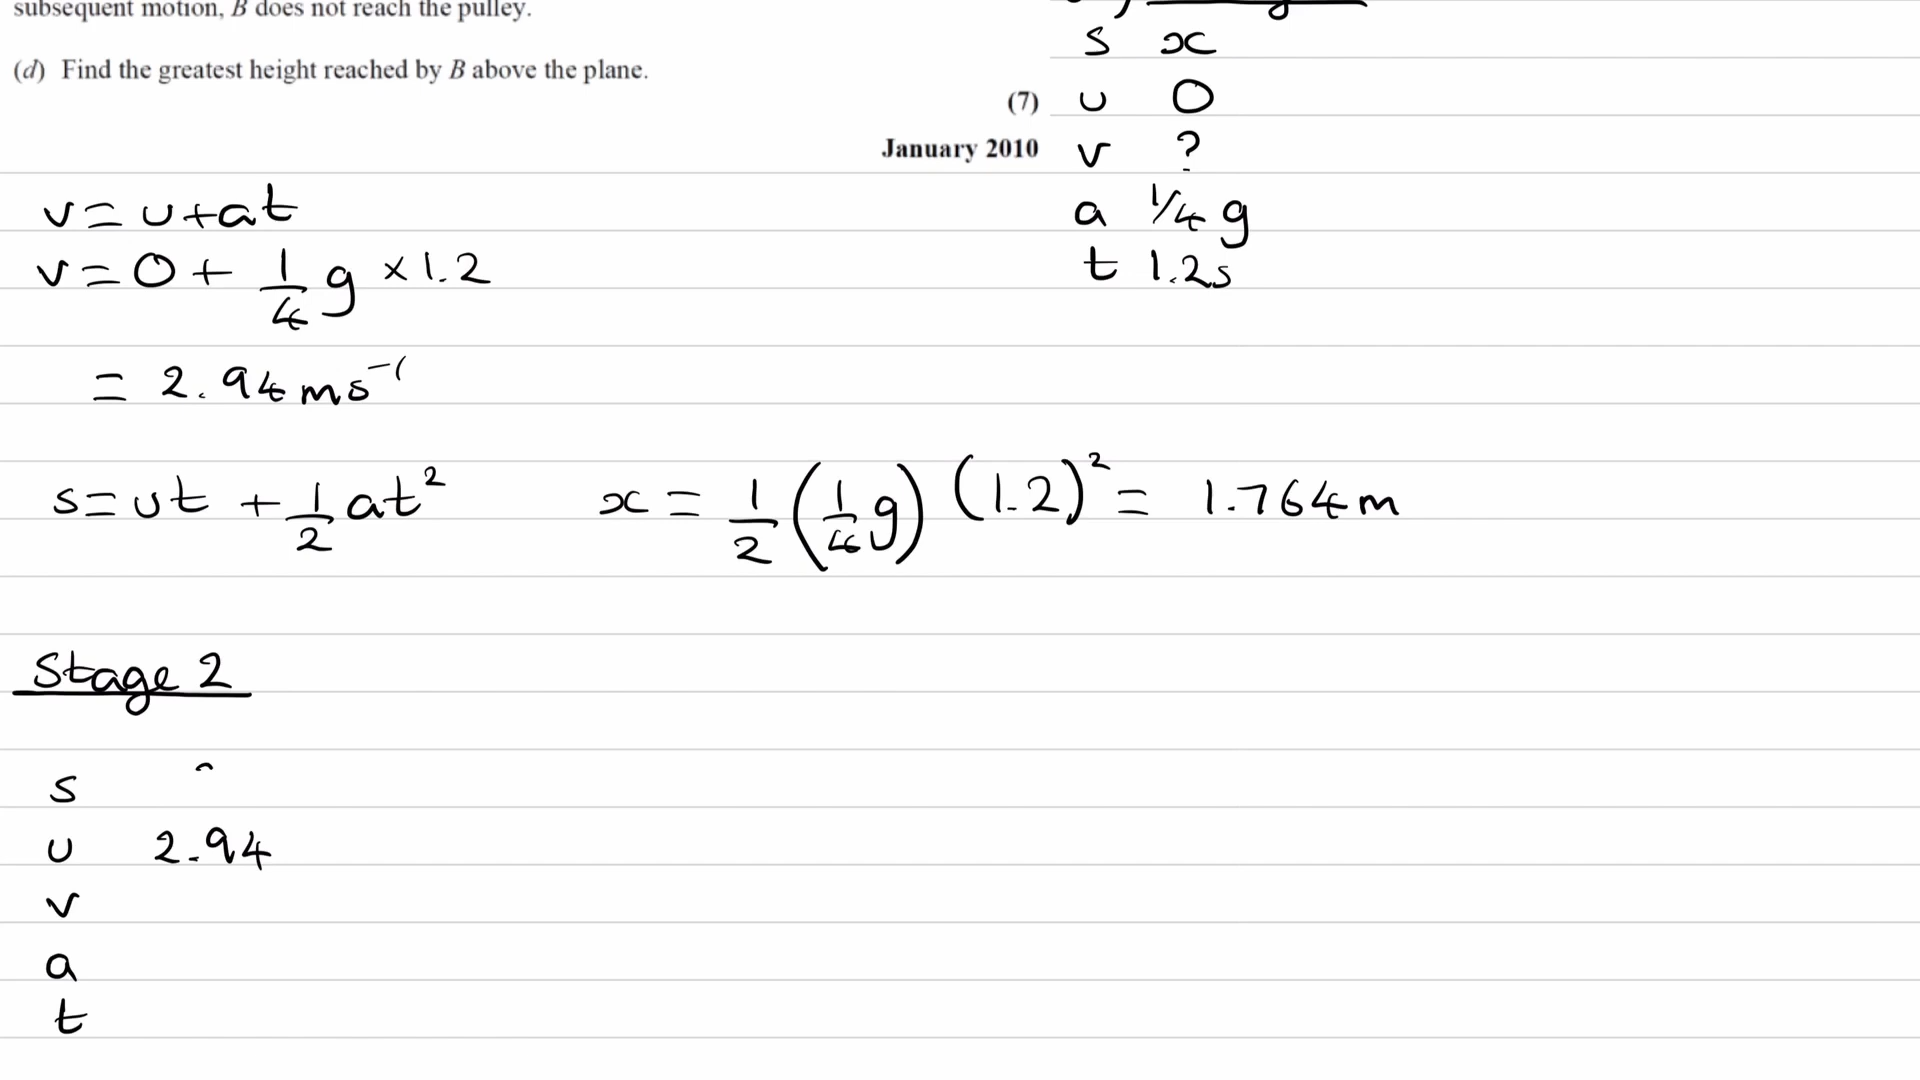 subsequent motion, B does not reach the pulley.
(d) Find the greatest height reached by B above the plane.
(7)
January 2010
s x
u 0
v ?
a 1/4 g
t 1.2s
v = u + at
v = 0 + 1/4 g × 1.2
= 2.94 ms⁻¹
s = ut + 1/2 at² x = 1/2 (1/4 g) (1.2)² = 1.764 m
Stage 2
s
u 2.94
v
a
t